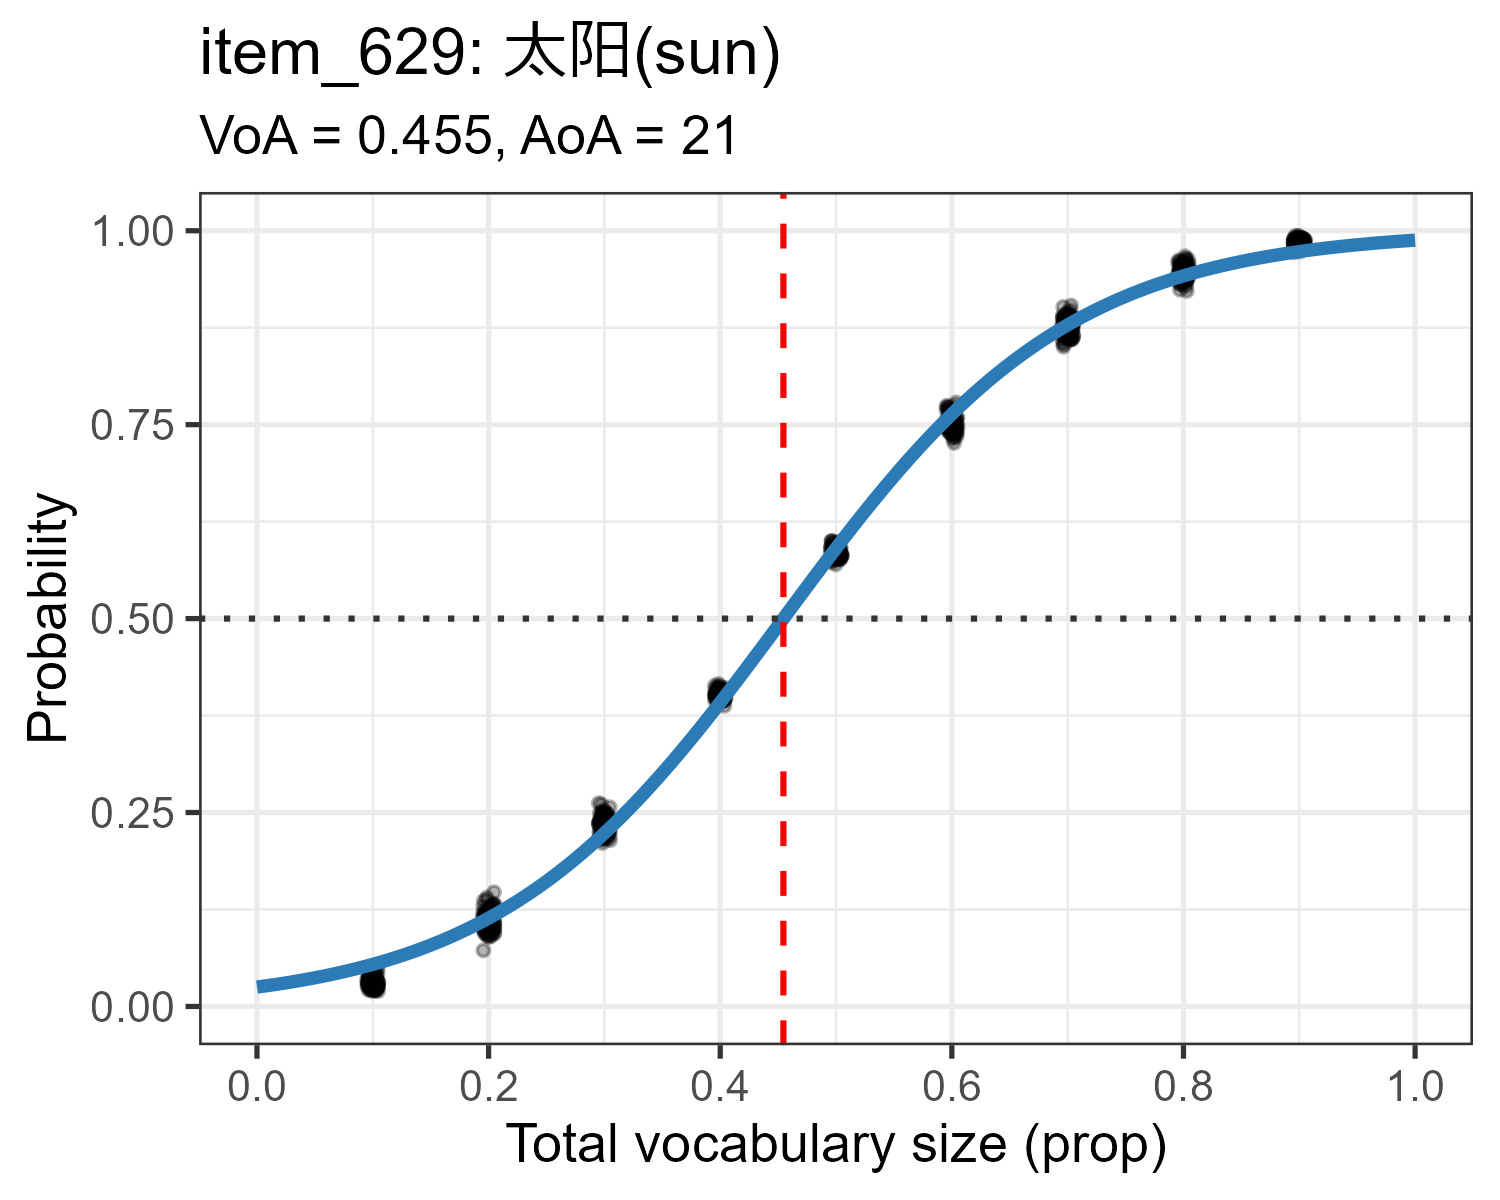 item_629: 太阳(sun)
VoA = 0.455, AoA = 21
Probability
1.00
0.75
0.50
0.25
0.00
0.0 0.2 0.4 0.6 0.8 1.0
Total vocabulary size (prop)